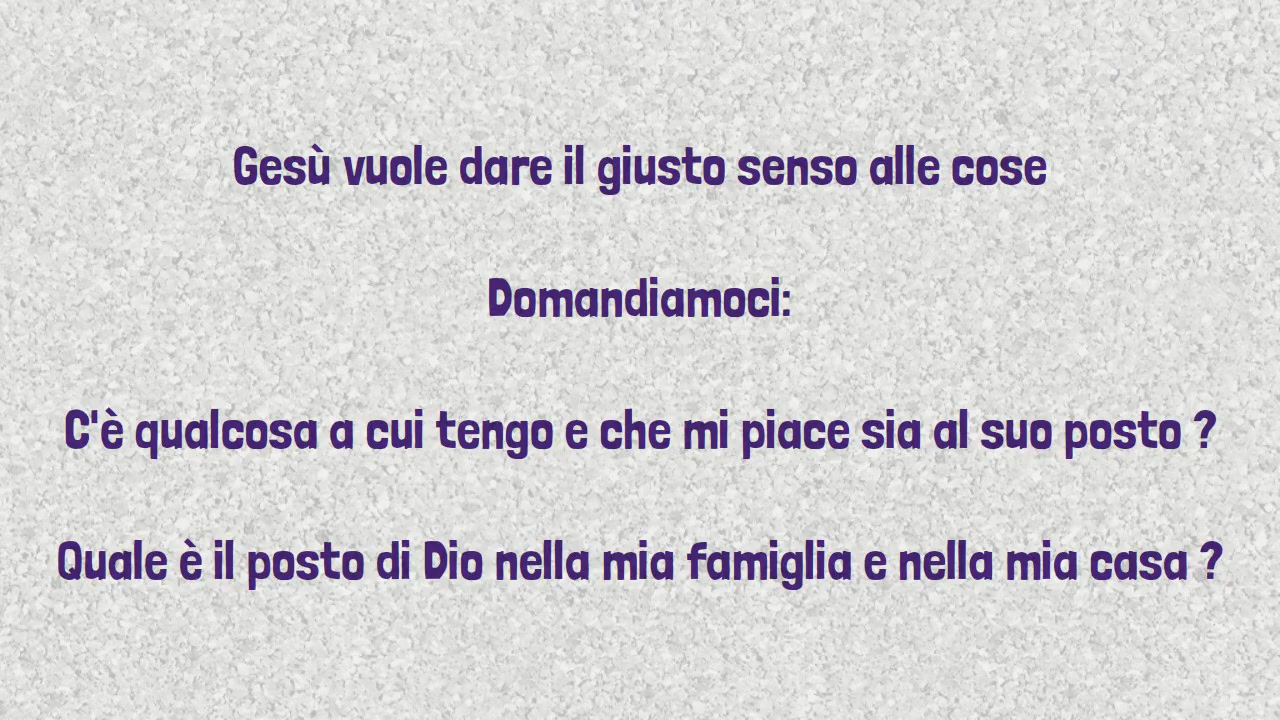 Gesù vuole dare il giusto senso alle cose
Domandiamoci:
C'è qualcosa a cui tengo e che mi piace sia al suo posto ?
Quale è il posto di Dio nella mia famiglia e nella mia casa ?